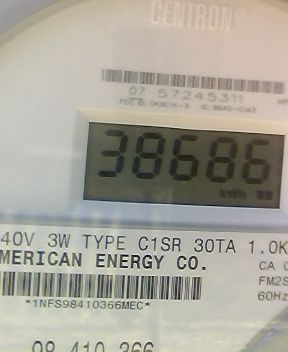 CENTRON®
07 57245311
38686
kWh
40V 3W TYPE C1SR 30TA 1.0K
MERICAN ENERGY CO.
CA
FM2S
60Hz
*1NFS98410366MEC*
98 410 366